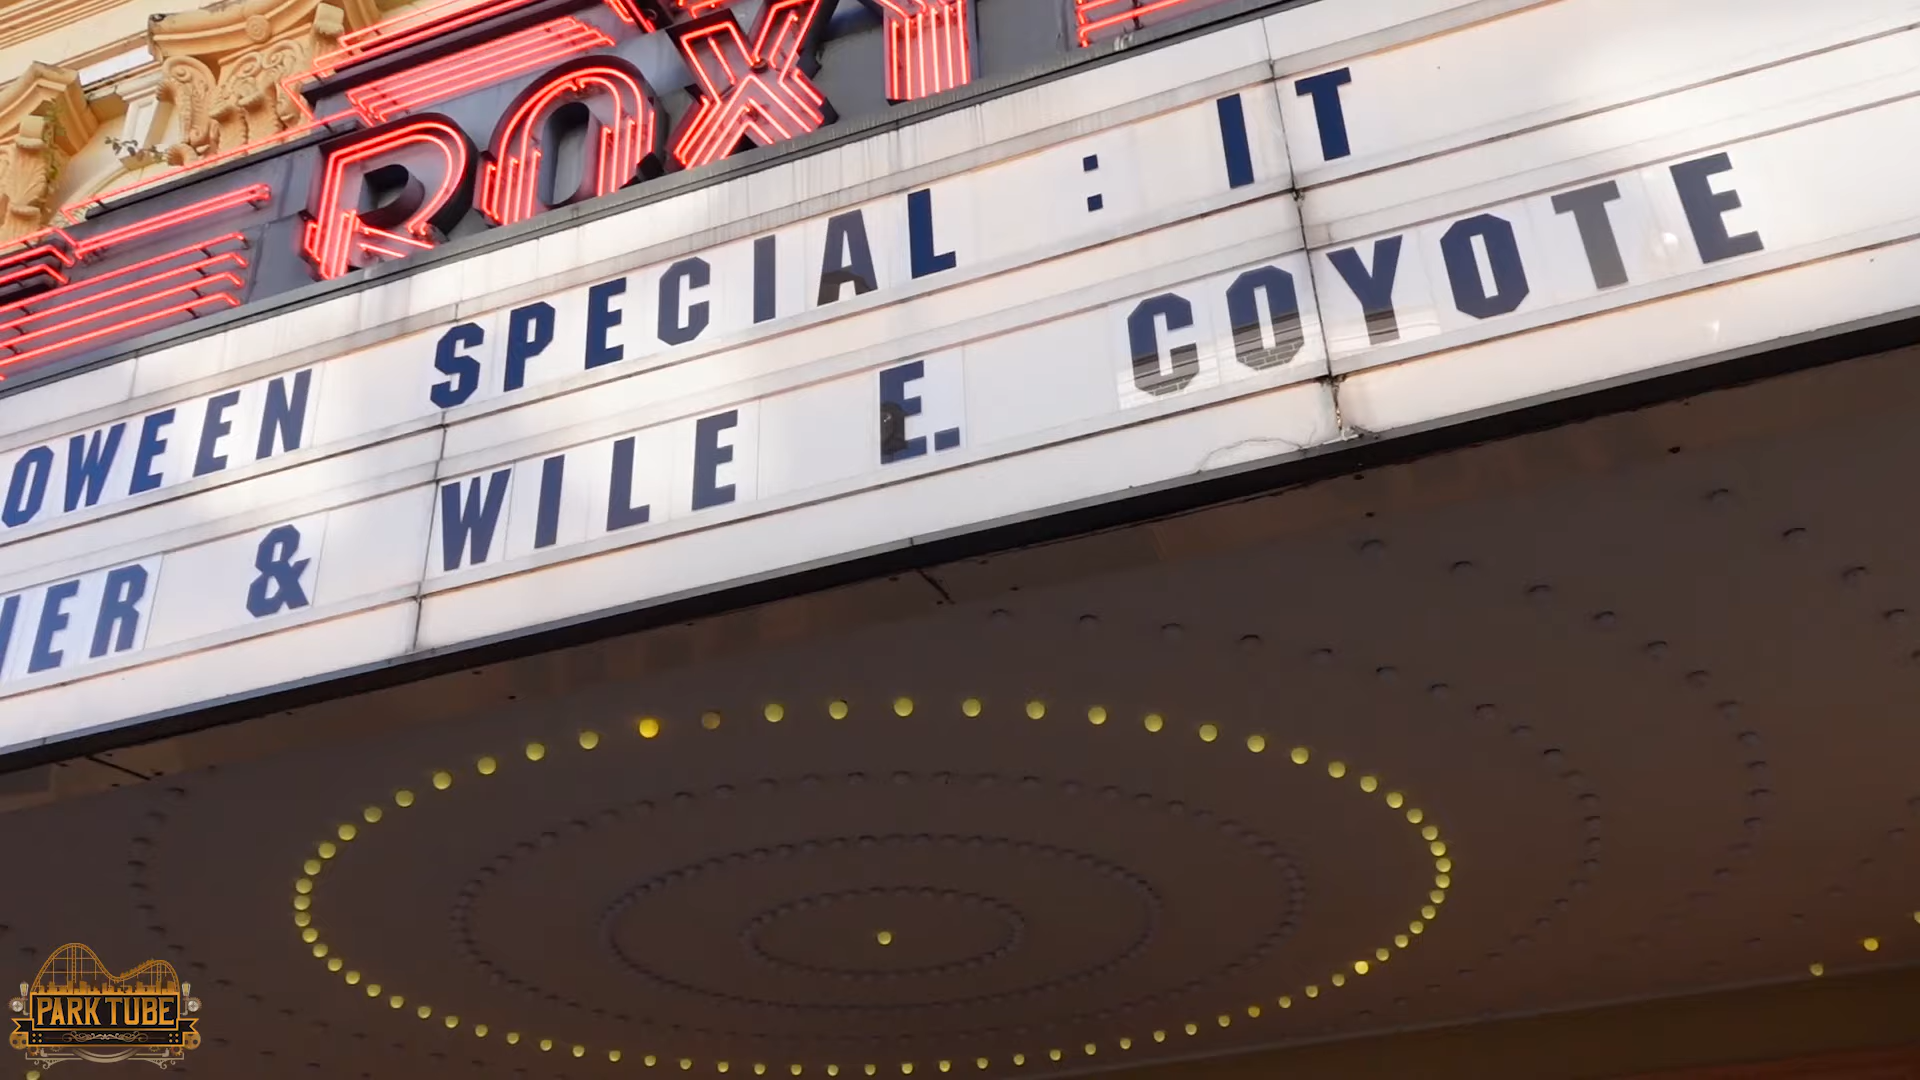 ROXY
OWEEN SPECIAL : IT
IER & WILE E. COYOTE
PARK TUBE